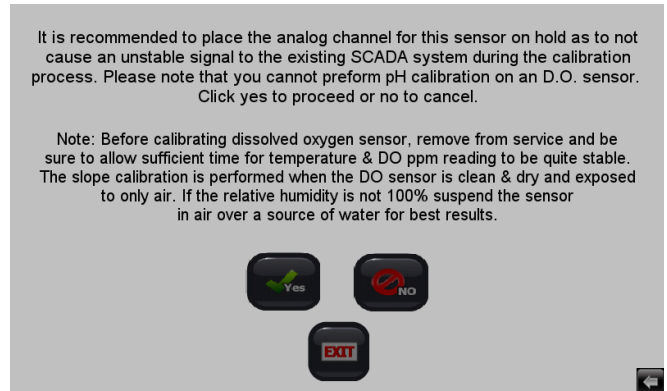 It is recommended to place the analog channel for this sensor on hold as to not
cause an unstable signal to the existing SCADA system during the calibration
process. Please note that you cannot preform pH calibration on an D.O. sensor.
Click yes to proceed or no to cancel.
Note: Before calibrating dissolved oxygen sensor, remove from service and be
sure to allow sufficient time for temperature & DO ppm reading to be quite stable.
The slope calibration is performed when the DO sensor is clean & dry and exposed
to only air. If the relative humidity is not 100% suspend the sensor
in air over a source of water for best results.
Yes
NO
EXIT